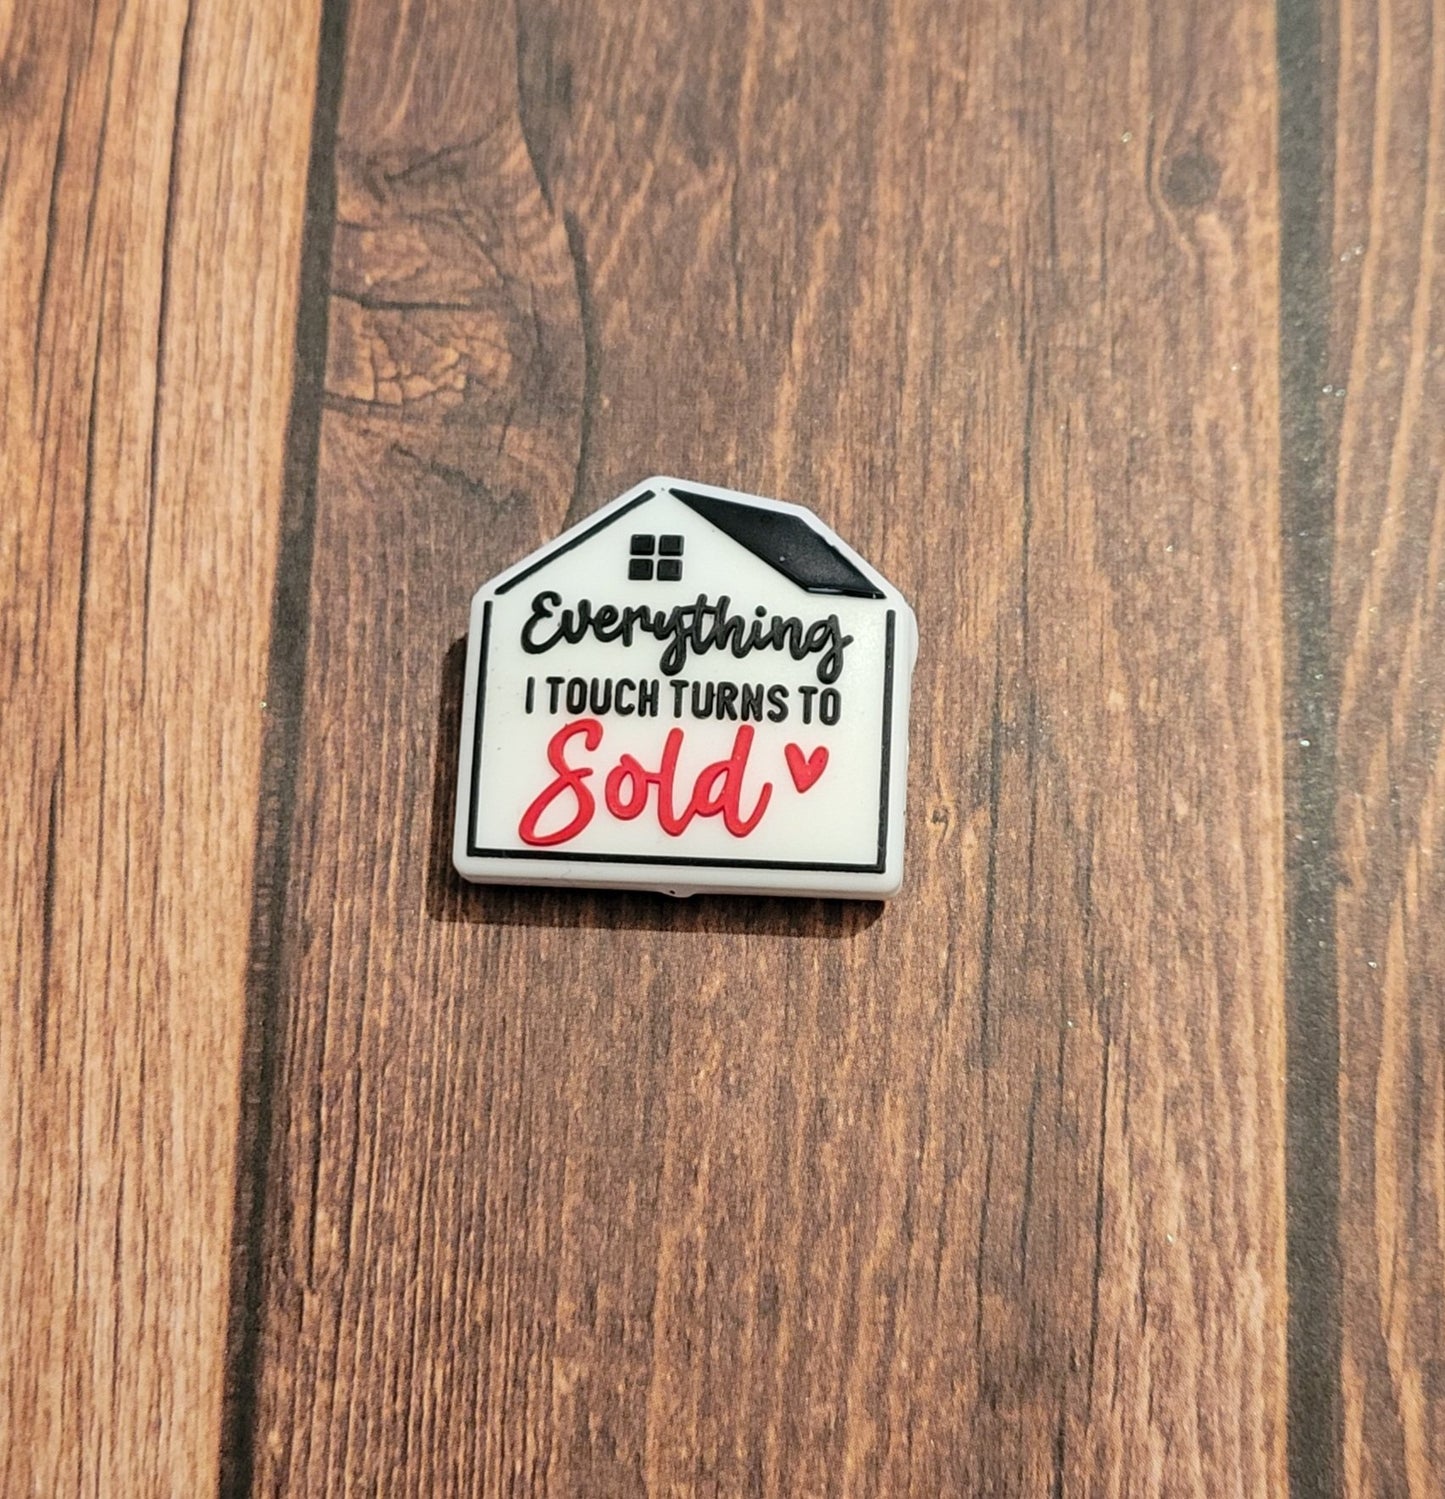 Everything
I TOUCH TURNS TO
Sold